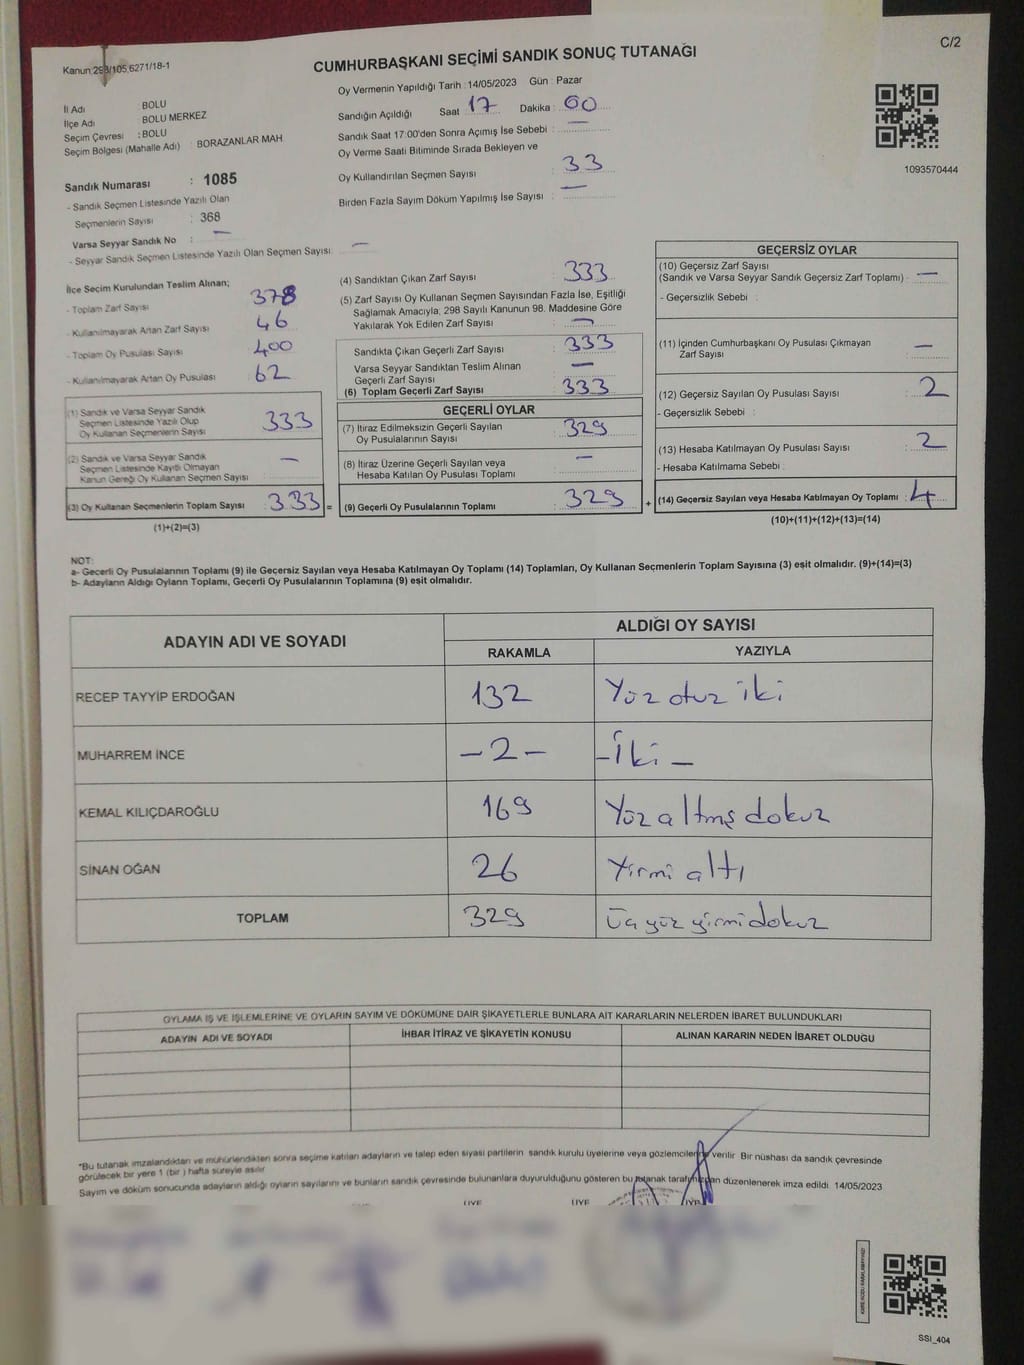 C/2
Kanun:298/105,6271/18-1
CUMHURBAŞKANI SEÇİMİ SANDIK SONUÇ TUTANAĞI
İl Adı : BOLU
İlçe Adı : BOLU MERKEZ
Seçim Çevresi : BOLU
Seçim Bölgesi (Mahalle Adı) : BORAZANLAR MAH
Sandık Numarası : 1085
- Sandık Seçmen Listesinde Yazılı Olan
Seçmenlerin Sayısı : 368
Varsa Seyyar Sandık No : —
- Seyyar Sandık Seçmen Listesinde Yazılı Olan Seçmen Sayısı: —
Oy Vermenin Yapıldığı Tarih : 14/05/2023 Gün : Pazar
Sandığın Açıldığı Saat : 17 Dakika : 00
Sandık Saat 17:00'den Sonra Açımış İse Sebebi : —
Oy Verme Saati Bitiminde Sırada Bekleyen ve
Oy Kullandırılan Seçmen Sayısı : 33
Birden Fazla Sayım Döküm Yapılmış İse Sayısı : —
1093570444
İlçe Seçim Kurulundan Teslim Alınan;
- Toplam Zarf Sayısı : 378
- Kullanılmayarak Artan Zarf Sayısı : 46
- Toplam Oy Pusulası Sayısı : 400
- Kullanılmayarak Artan Oy Pusulası : 62
(1) Sandık ve Varsa Seyyar Sandık
Seçmen Listesinde Yazılı Olup
Oy Kullanan Seçmenlerin Sayısı : 333
(2) Sandık ve Varsa Seyyar Sandık
Seçmen Listesinde Kayıtlı Olmayan
Kanun Gereği Oy Kullanan Seçmen Sayısı : —
(3) Oy Kullanan Seçmenlerin Toplam Sayısı : 333 =
(1)+(2)=(3)
(4) Sandıktan Çıkan Zarf Sayısı : 333
(5) Zarf Sayısı Oy Kullanan Seçmen Sayısından Fazla İse, Eşitliği
Sağlamak Amacıyla, 298 Sayılı Kanunun 98. Maddesine Göre
Yakılarak Yok Edilen Zarf Sayısı : —
Sandıkta Çıkan Geçerli Zarf Sayısı : 333
Varsa Seyyar Sandıktan Teslim Alınan
Geçerli Zarf Sayısı : —
(6) Toplam Geçerli Zarf Sayısı : 333
GEÇERLİ OYLAR
(7) İtiraz Edilmeksizin Geçerli Sayılan
Oy Pusulalarının Sayısı : 329
(8) İtiraz Üzerine Geçerli Sayılan veya
Hesaba Katılan Oy Pusulası Toplamı : —
(9) Geçerli Oy Pusulalarının Toplamı : 329 +
GEÇERSİZ OYLAR
(10) Geçersiz Zarf Sayısı
(Sandık ve Varsa Seyyar Sandık Geçersiz Zarf Toplamı) : —
- Geçersizlik Sebebi :
(11) İçinden Cumhurbaşkanı Oy Pusulası Çıkmayan
Zarf Sayısı : —
(12) Geçersiz Sayılan Oy Pusulası Sayısı : 2
- Geçersizlik Sebebi :
(13) Hesaba Katılmayan Oy Pusulası Sayısı : 2
- Hesaba Katılmama Sebebi :
(14) Geçersiz Sayılan veya Hesaba Katılmayan Oy Toplamı : 4
(10)+(11)+(12)+(13)=(14)
NOT:
a- Geçerli Oy Pusulalarının Toplamı (9) ile Geçersiz Sayılan veya Hesaba Katılmayan Oy Toplamı (14) Toplamları, Oy Kullanan Seçmenlerin Toplam Sayısına (3) eşit olmalıdır. (9)+(14)=(3)
b- Adayların Aldığı Oyların Toplamı, Geçerli Oy Pusulalarının Toplamına (9) eşit olmalıdır.
ADAYIN ADI VE SOYADI
ALDIĞI OY SAYISI
RAKAMLA YAZIYLA
RECEP TAYYİP ERDOĞAN 132 Yüz otuz iki
MUHARREM İNCE -2- -İki-
KEMAL KILIÇDAROĞLU 169 Yüz altmş dokuz
SİNAN OĞAN 26 Yirmi altı
TOPLAM 329 Üç yüz yirmi dokuz
OYLAMA İŞ VE İŞLEMLERİNE VE OYLARIN SAYIM VE DÖKÜMÜNE DAİR ŞİKAYETLERLE BUNLARA AİT KARARLARIN NELERDEN İBARET BULUNDUKLARI
ADAYIN ADI VE SOYADI İHBAR İTİRAZ VE ŞİKAYETİN KONUSU ALINAN KARARIN NEDEN İBARET OLDUĞU
*Bu tutanak imzalandıktan ve mühürlendikten sonra seçime katılan adayların ve talep eden siyasi partilerin sandık kurulu üyelerine veya gözlemcilerine verilir Bir nüshası da sandık çevresinde
görülecek bir yere 1 (bir ) hafta süreyle asılır
Sayım ve döküm sonucunda adayların aldığı oyların sayılarını ve bunların sandık çevresinde bulunanlara duyurulduğunu gösteren bu tutanak tarafımızdan düzenlenerek imza edildi. 14/05/2023
ÜYE ÜYE ÜYE
SSI_404